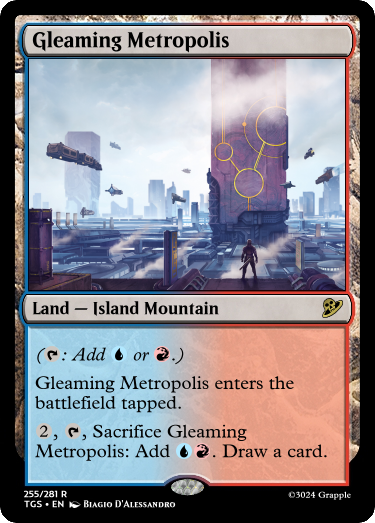 Gleaming Metropolis
Land — Island Mountain
(: Add or .)
Gleaming Metropolis enters the
battlefield tapped.
2, , Sacrifice Gleaming
Metropolis: Add . Draw a card.
255/281 R
TGS • EN Biagio D'Alessandro
©3024 Grapple